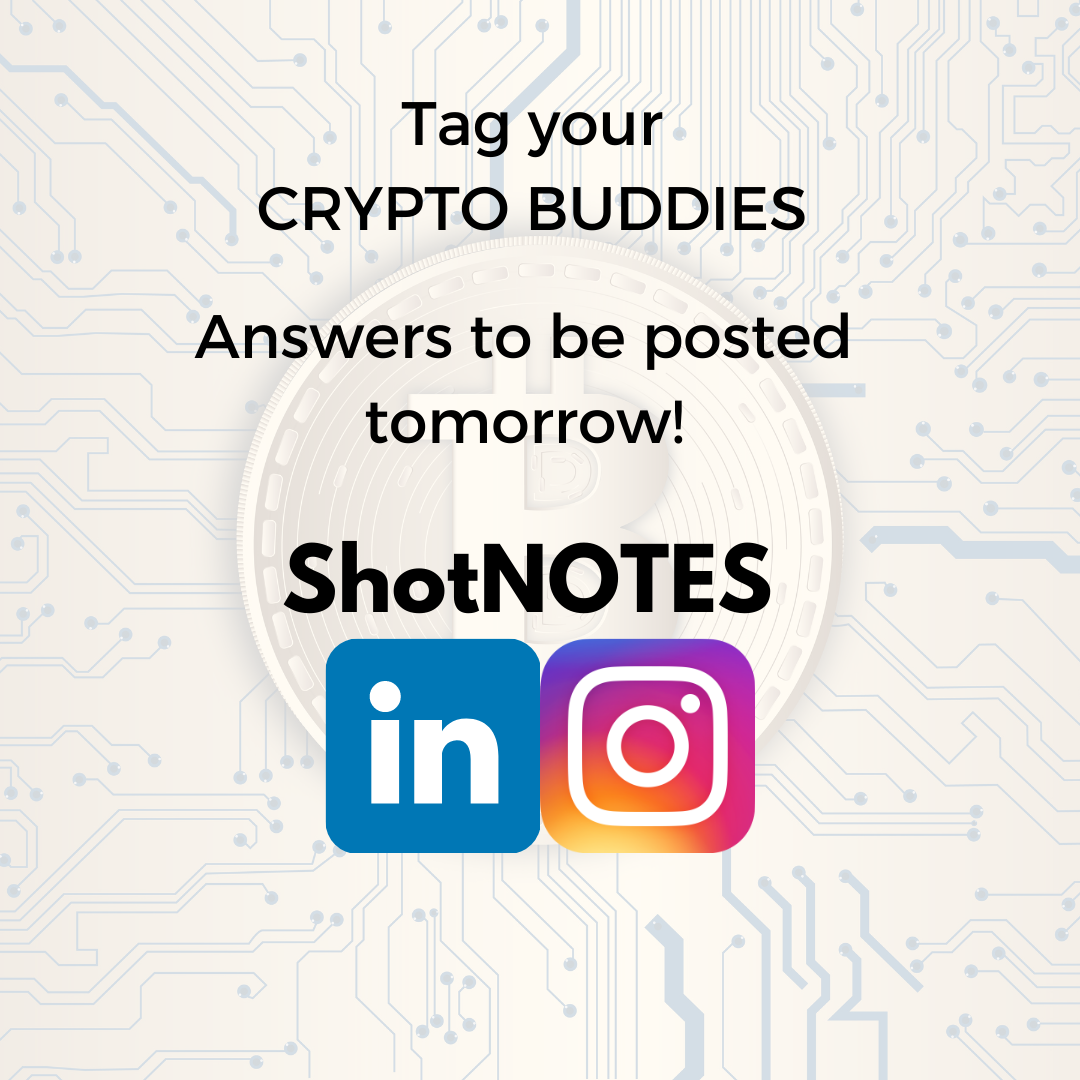 Tag your
CRYPTO BUDDIES
Answers to be posted
tomorrow!
ShotNOTES
in